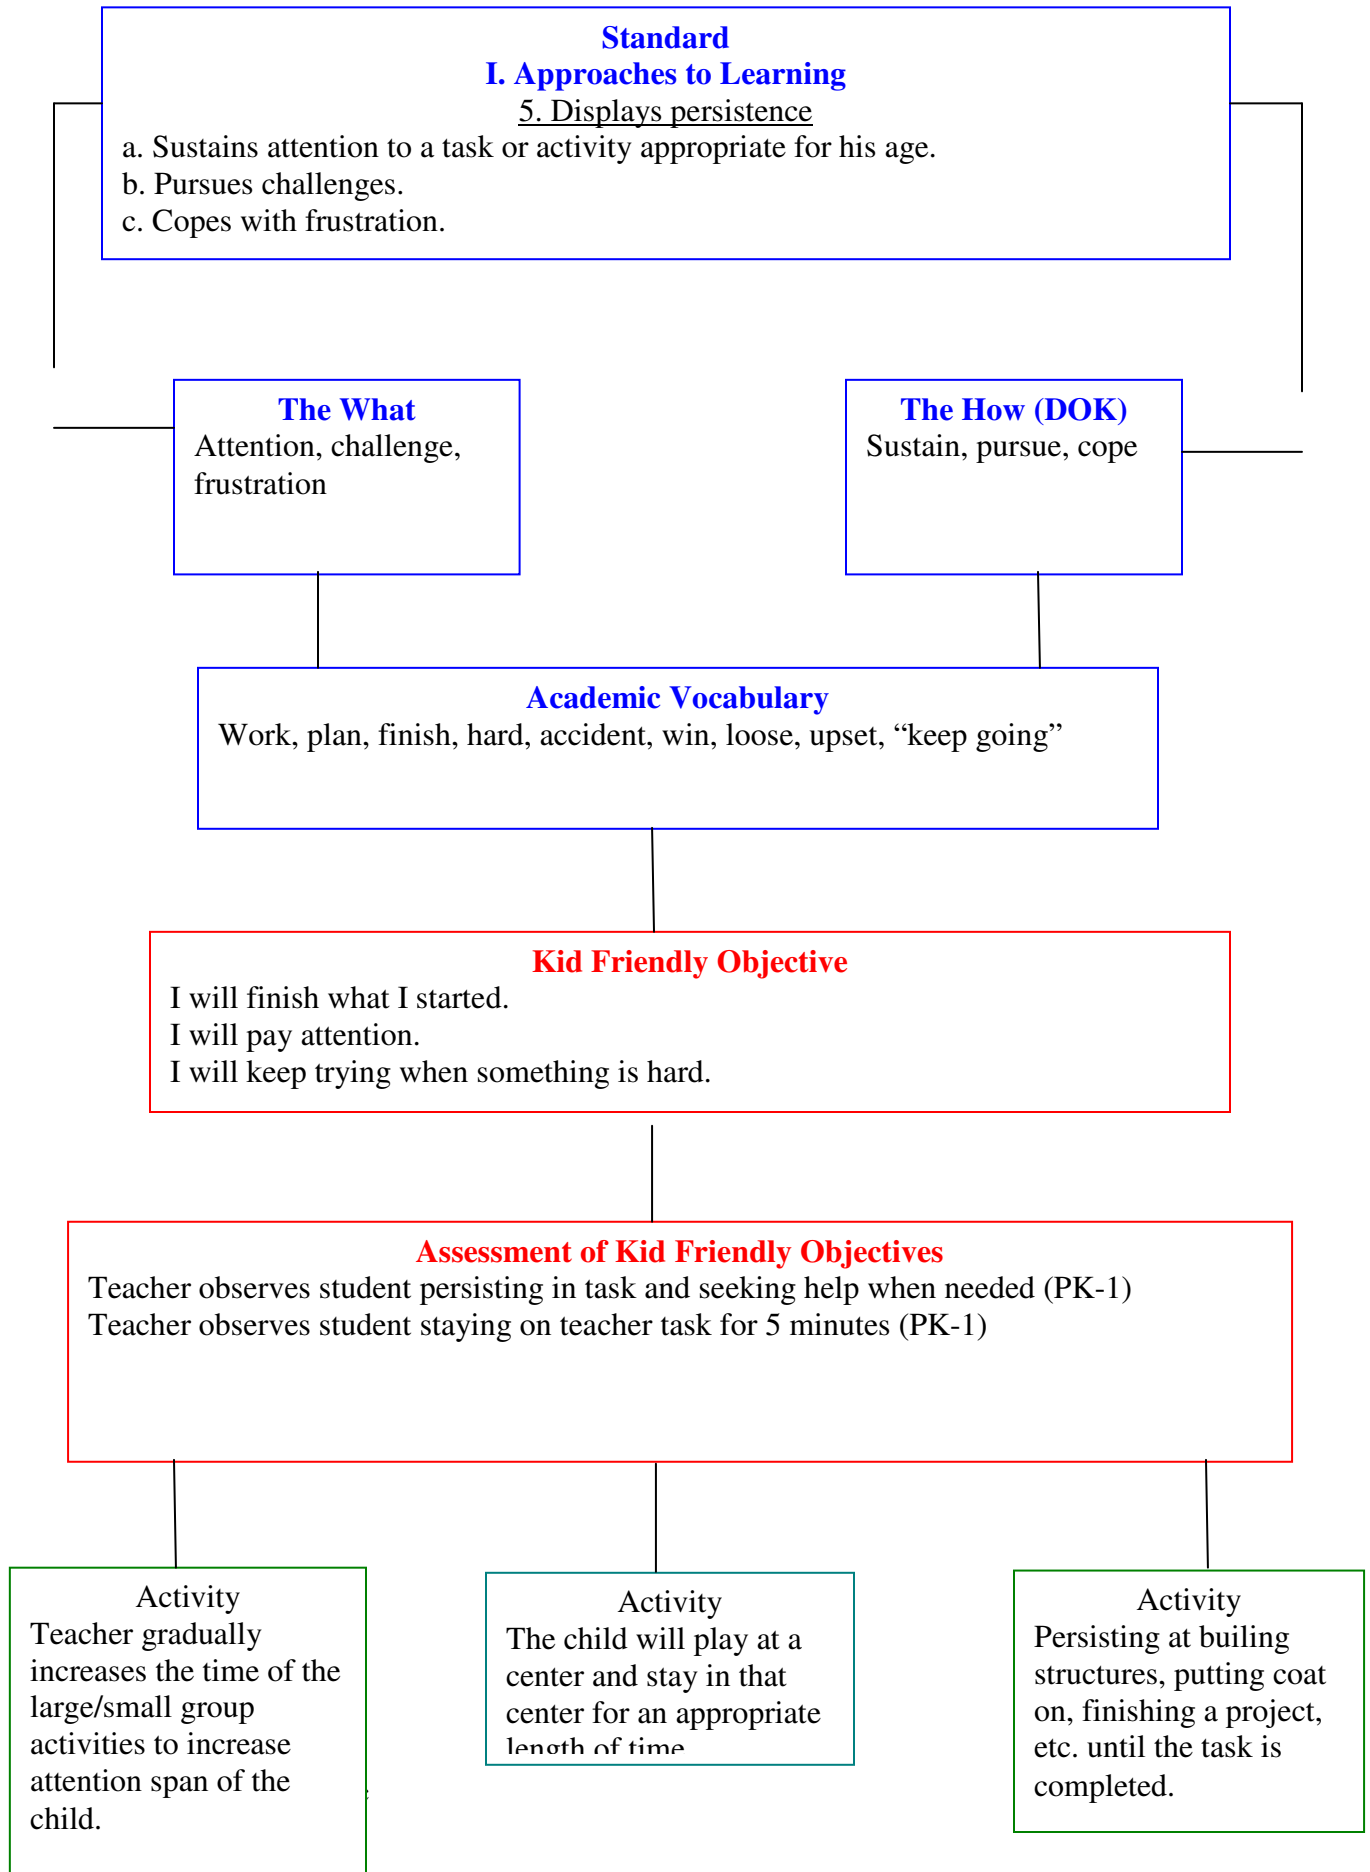 Standard
I. Approaches to Learning
5. Displays persistence
a. Sustains attention to a task or activity appropriate for his age.
b. Pursues challenges.
c. Copes with frustration.
The What
Attention, challenge,
frustration
The How (DOK)
Sustain, pursue, cope
Academic Vocabulary
Work, plan, finish, hard, accident, win, loose, upset, “keep going”
Kid Friendly Objective
I will finish what I started.
I will pay attention.
I will keep trying when something is hard.
Assessment of Kid Friendly Objectives
Teacher observes student persisting in task and seeking help when needed (PK-1)
Teacher observes student staying on teacher task for 5 minutes (PK-1)
Activity
Teacher gradually
increases the time of the
large/small group
activities to increase
attention span of the
child.
Activity
The child will play at a
center and stay in that
center for an appropriate
length of time
Activity
Persisting at builing
structures, putting coat
on, finishing a project,
etc. until the task is
completed.